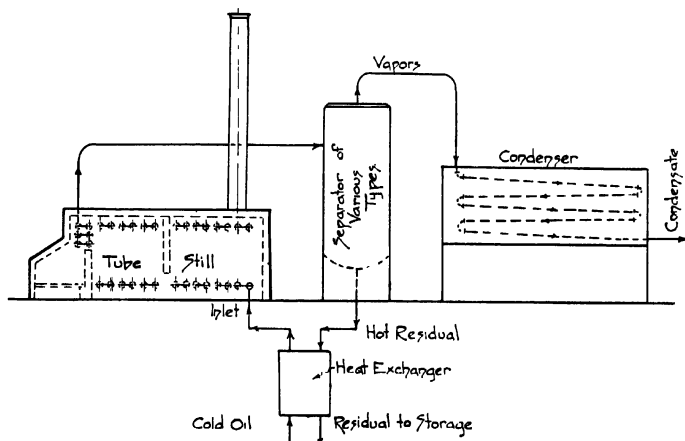 Vapors
Separator of
Various
Types.
Condenser
Condensate
Tube Still
Inlet
Hot Residual
Heat Exchanger
Cold Oil
Residual to Storage